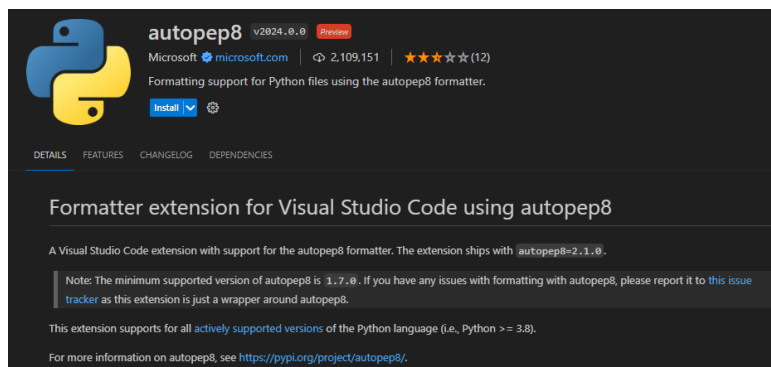 autopep8 v2024.0.0 Preview
Microsoft microsoft.com 2,109,151 (12)
Formatting support for Python files using the autopep8 formatter.
Install
DETAILS FEATURES CHANGELOG DEPENDENCIES
Formatter extension for Visual Studio Code using autopep8
A Visual Studio Code extension with support for the autopep8 formatter. The extension ships with autopep8=2.1.0.
Note: The minimum supported version of autopep8 is 1.7.0. If you have any issues with formatting with autopep8, please report it to this issue
tracker as this extension is just a wrapper around autopep8.
This extension supports for all actively supported versions of the Python language (i.e., Python >= 3.8).
For more information on autopep8, see https://pypi.org/project/autopep8/.